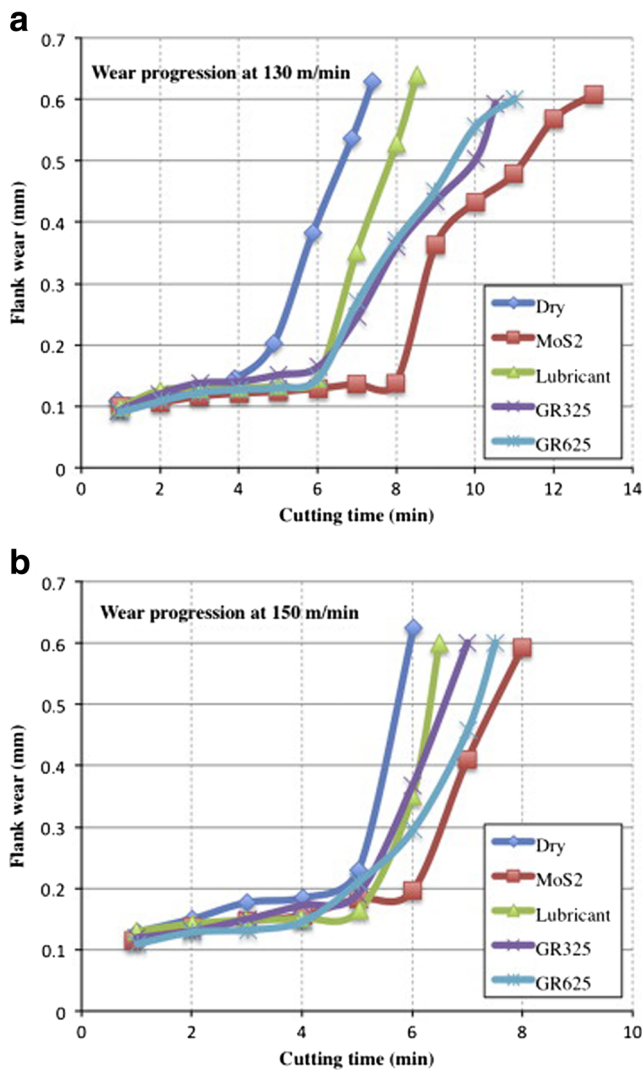 a
0.7
Wear progression at 130 m/min
0.6
0.5
0.4
Flank wear (mm)
0.3
Dry
MoS2
0.2
Lubricant
0.1
GR325
GR625
0
0 2 4 6 8 10 12 14
Cutting time (min)
b
0.7
Wear progression at 150 m/min
0.6
0.5
0.4
Flank wear (mm)
0.3
Dry
MoS2
0.2
Lubricant
0.1
GR325
GR625
0
0 2 4 6 8 10
Cutting time (min)